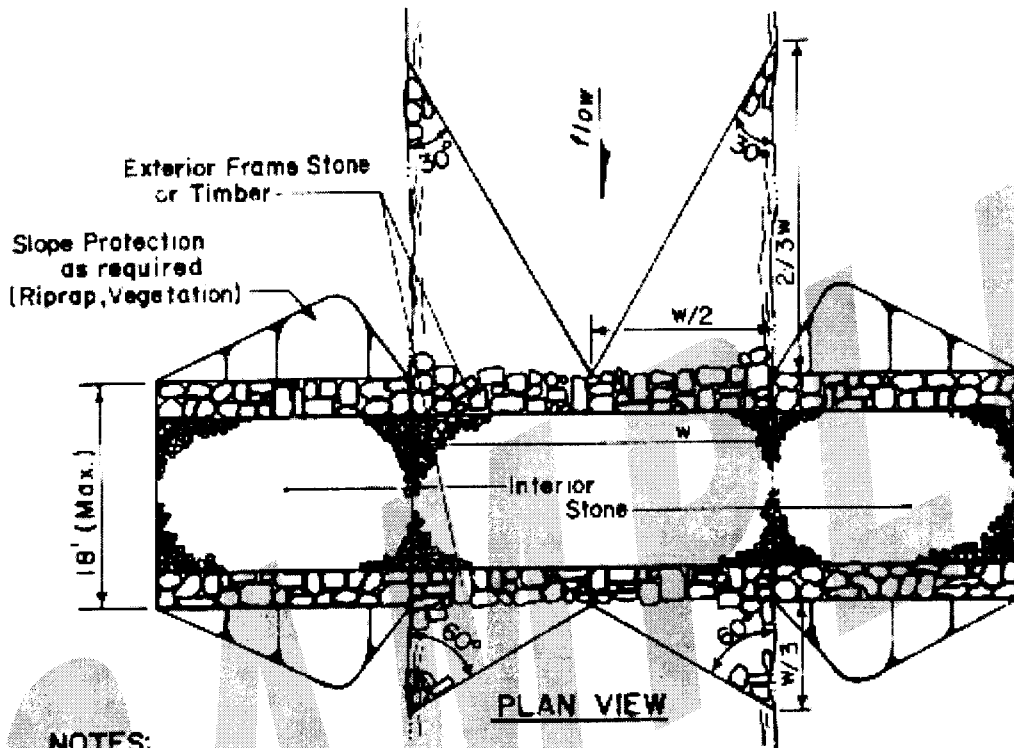 flow
30°
30°
Exterior Frame Stone
or Timber
Slope Protection
as required
(Riprap, Vegetation)
2/3w
w/2
w
18' (Max.)
Interior
Stone
60°
60°
w/3
PLAN VIEW
NOTES: